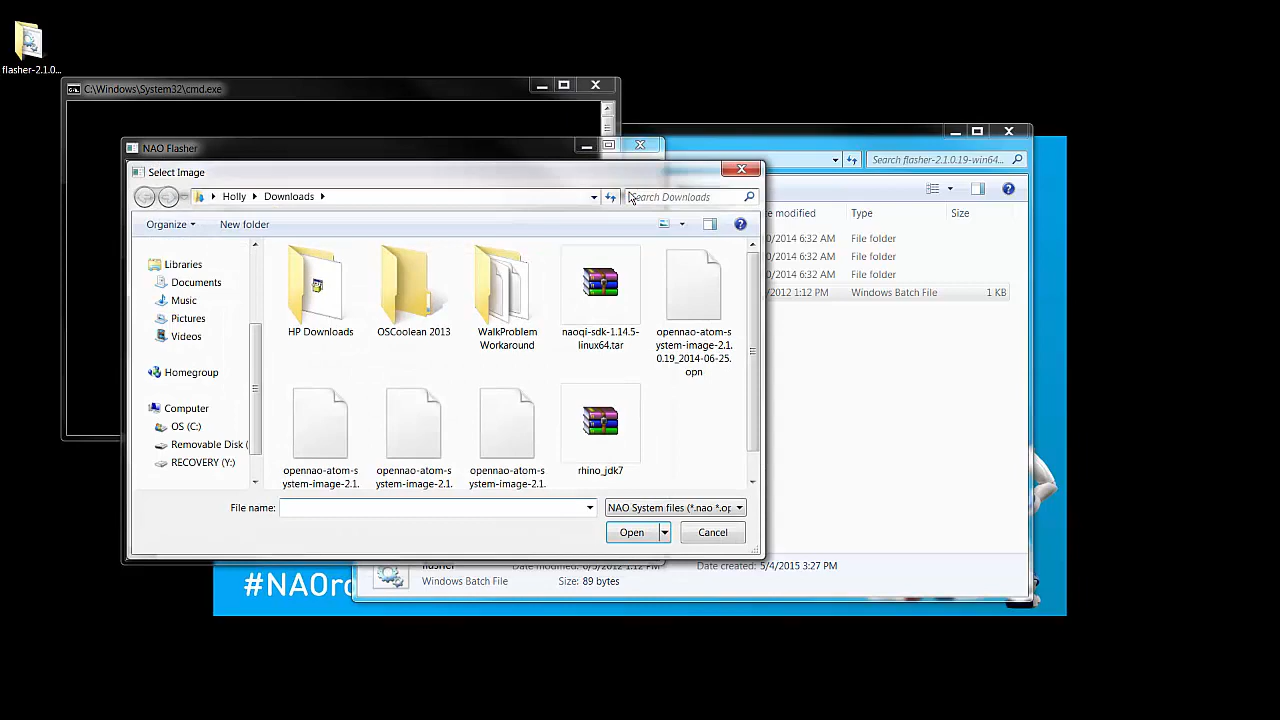 flasher-2.1.0...
C:\Windows\System32\cmd.exe
NAO Flasher
Search flasher-2.1.0.19-win64...
Select Image
Holly
Downloads
Search Downloads
Organize
New folder
e modified
Type
Size
0/2014 6:32 AM
File folder
0/2014 6:32 AM
File folder
0/2014 6:32 AM
File folder
/2012 1:12 PM
Windows Batch File
1 KB
Libraries
Documents
Music
Pictures
Videos
Homegroup
Computer
OS (C:)
Removable Disk (
RECOVERY (Y:)
HP Downloads
OSCoolean 2013
WalkProblem
Workaround
naoqi-sdk-1.14.5-
linux64.tar
opennao-atom-s
ystem-image-2.1.
0.19_2014-06-25.
opn
opennao-atom-s
ystem-image-2.1.
opennao-atom-s
ystem-image-2.1.
opennao-atom-s
ystem-image-2.1.
rhino_jdk7
File name:
NAO System files (*.nao *.op
Open
Cancel
flasher
Date modified:
1:12 PM
Date created: 5/4/2015 3:27 PM
Windows Batch File
Size: 89 bytes
#NAOro